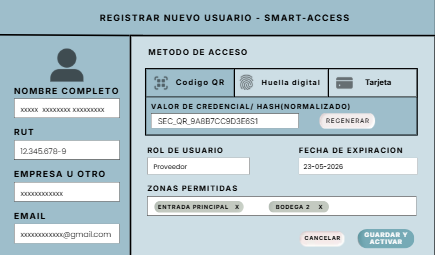 REGISTRAR NUEVO USUARIO - SMART-ACCESS
NOMBRE COMPLETO
xxxxx xxxxxxxx xxxxxxxxx
RUT
12.345.678-9
EMPRESA U OTRO
xxxxxxxxxxxx
EMAIL
xxxxxxxxxxxx@gmail.com
METODO DE ACCESO
Codigo QR
Huella digital
Tarjeta
VALOR DE CREDENCIAL/ HASH(NORMALIZADO)
SEC_QR_9A8B7CC9D3E6S1
REGENERAR
ROL DE USUARIO
Proveedor
FECHA DE EXPIRACION
23-05-2026
ZONAS PERMITIDAS
ENTRADA PRINCIPAL X
BODEGA 2 X
CANCELAR
GUARDAR Y
ACTIVAR